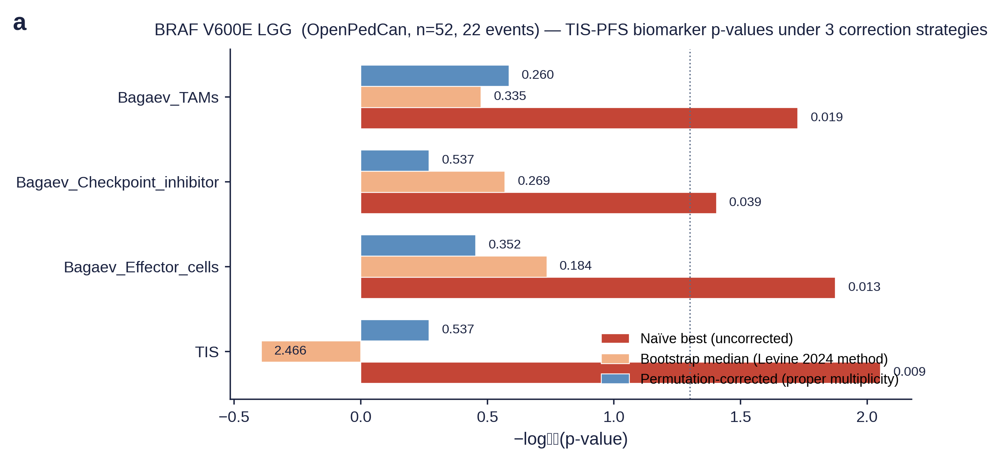 a
BRAF V600E LGG  (OpenPedCan, n=52, 22 events) — TIS-PFS biomarker p-values under 3 correction strategies
Bagaev_TAMs
0.260
0.335
0.019
Bagaev_Checkpoint_inhibitor
0.537
0.269
0.039
Bagaev_Effector_cells
0.352
0.184
0.013
TIS
0.537
2.466
0.009
Naïve best (uncorrected)
Bootstrap median (Levine 2024 method)
Permutation-corrected (proper multiplicity)
−0.5 0.0 0.5 1.0 1.5 2.0
−log▯▯(p-value)